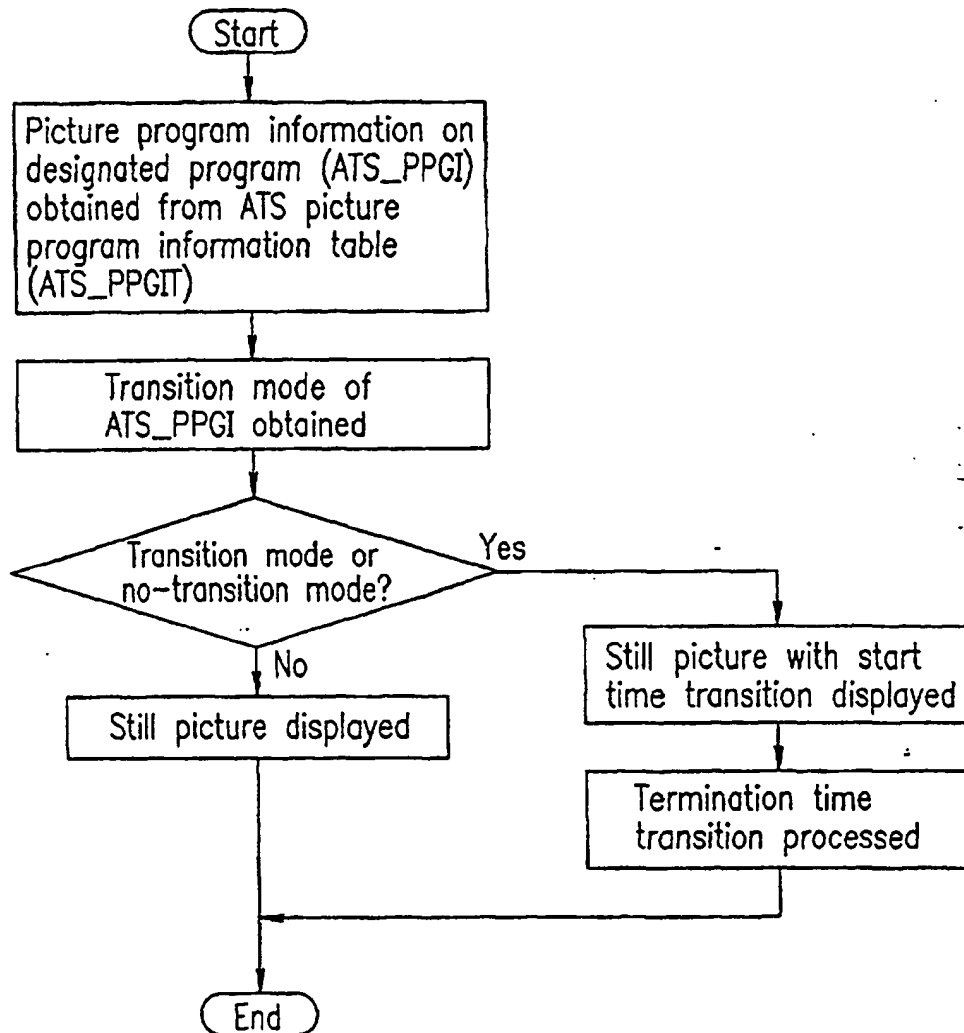 Start
Picture program information on
designated program (ATS_PPGI)
obtained from ATS picture
program information table
(ATS_PPGIT)
Transition mode of
ATS_PPGI obtained
Transition mode or
no-transition mode?
Yes
No
Still picture with start
time transition displayed
Still picture displayed
Termination time
transition processed
End